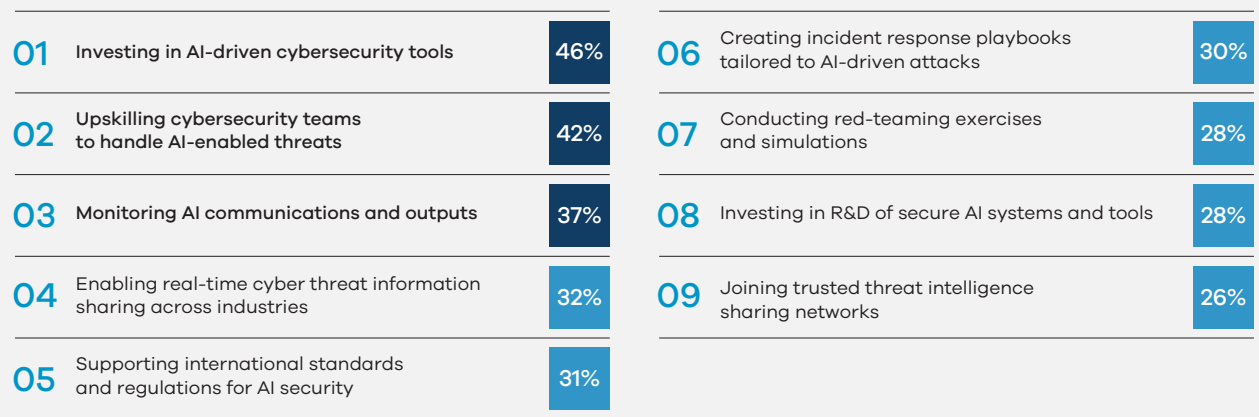 01
Investing in AI-driven cybersecurity tools
46%
02
Upskilling cybersecurity teams
to handle AI-enabled threats
42%
03
Monitoring AI communications and outputs
37%
04
Enabling real-time cyber threat information
sharing across industries
32%
05
Supporting international standards
and regulations for AI security
31%
06
Creating incident response playbooks
tailored to AI-driven attacks
30%
07
Conducting red-teaming exercises
and simulations
28%
08
Investing in R&D of secure AI systems and tools
28%
09
Joining trusted threat intelligence
sharing networks
26%